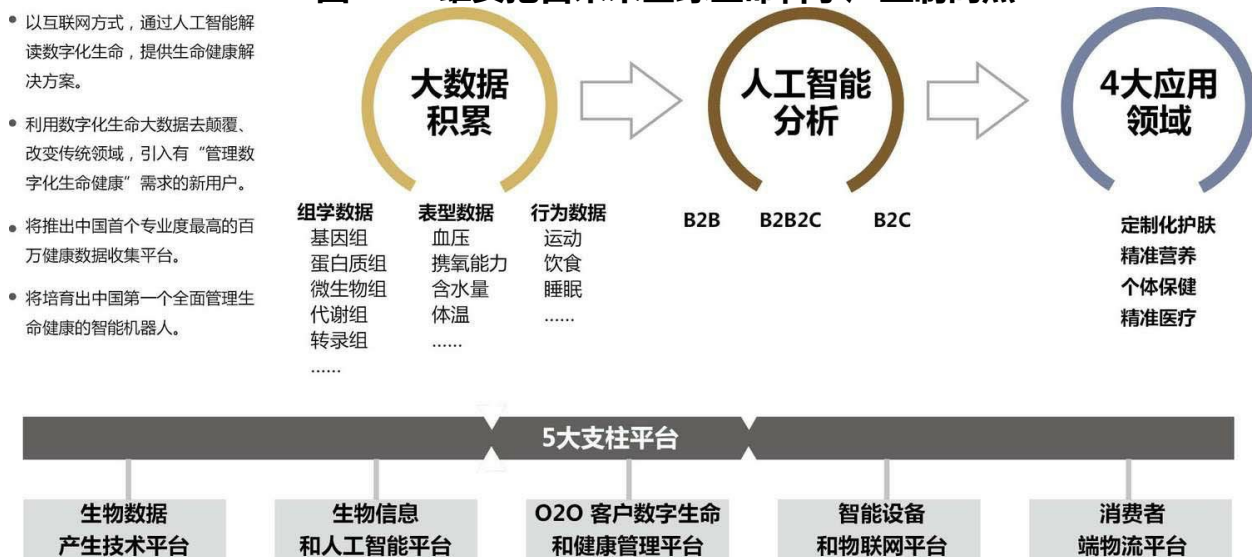 • 以互联网方式，通过人工智能解
读数字化生命，提供生命健康解
决方案。
• 利用数字化生命大数据去颠覆、
改变传统领域，引入有“管理数
字化生命健康”需求的新用户。
• 将推出中国首个专业度最高的百
万健康数据收集平台。
• 将培育出中国第一个全面管理生
命健康的智能机器人。
大数据
积累
人工智能
分析
4大应用
领域
组学数据
基因组
蛋白质组
微生物组
代谢组
转录组
......
表型数据
血压
携氧能力
含水量
体温
......
行为数据
运动
饮食
睡眠
......
B2B B2B2C B2C
定制化护肤
精准营养
个体保健
精准医疗
5大支柱平台
生物数据
产生技术平台
生物信息
和人工智能平台
O2O 客户数字生命
和健康管理平台
智能设备
和物联网平台
消费者
端物流平台